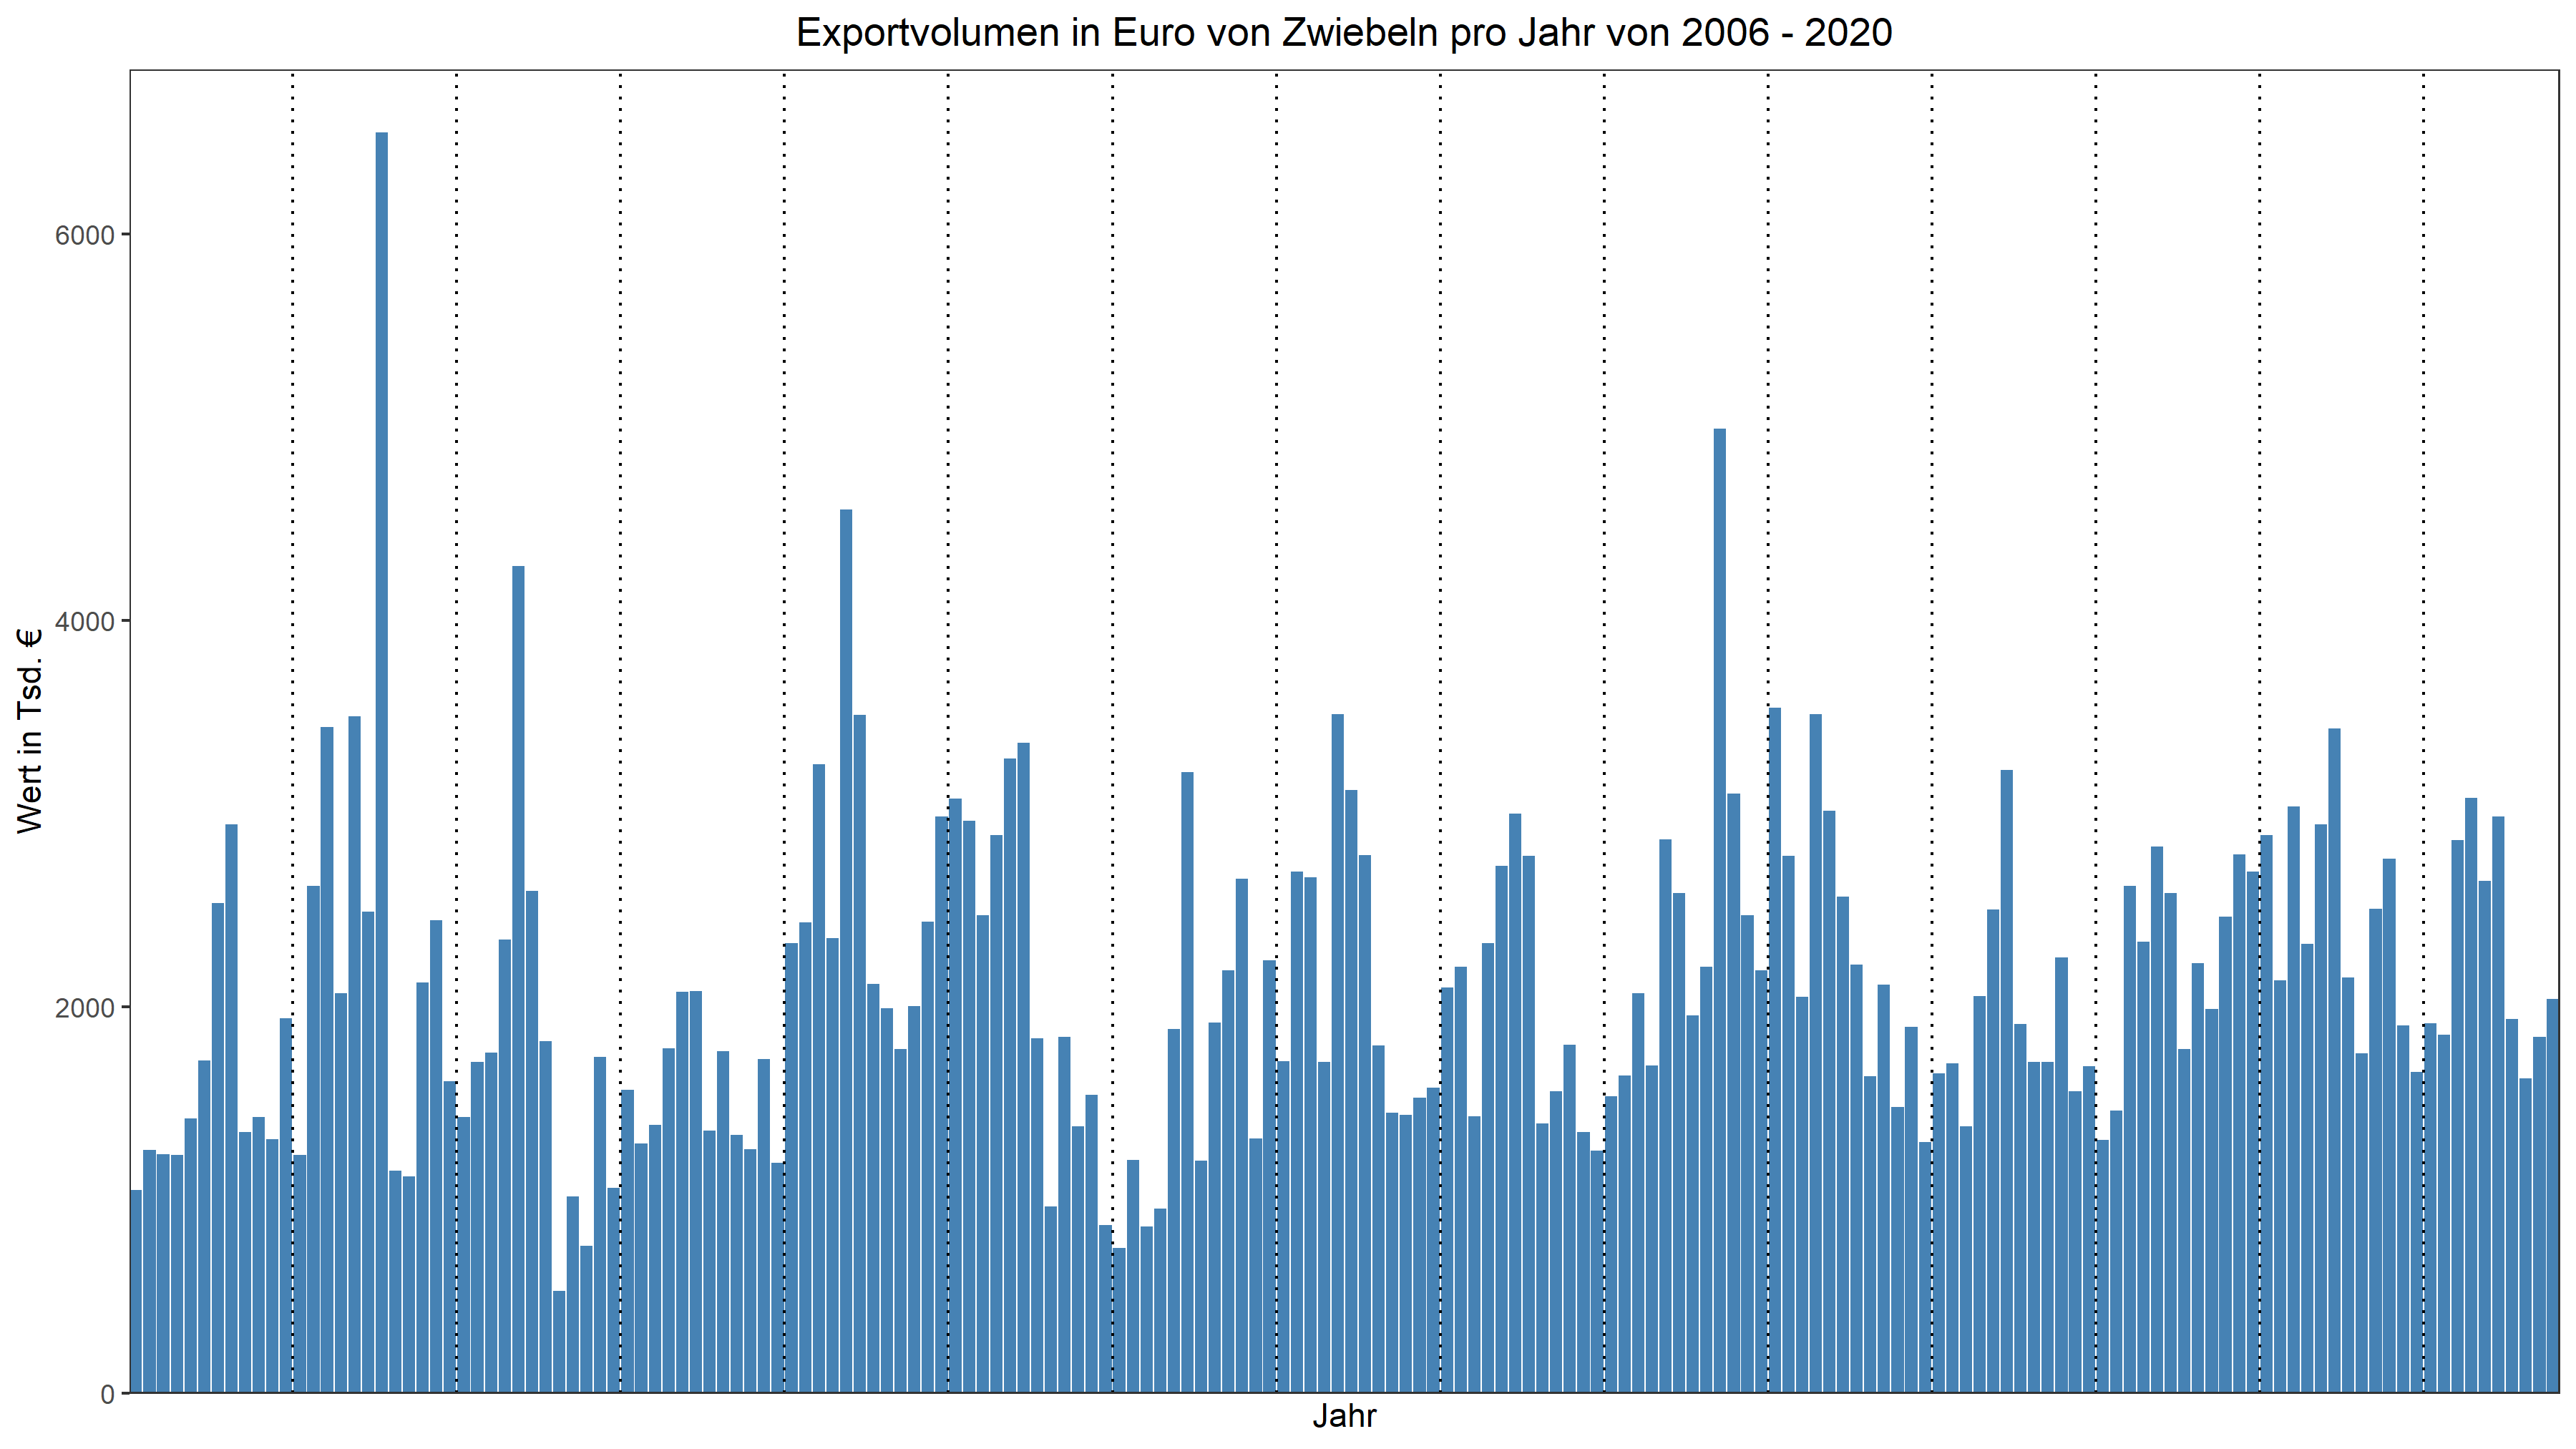 Exportvolumen in Euro von Zwiebeln pro Jahr von 2006 - 2020
Wert in Tsd. €
6000
4000
2000
0
Jahr